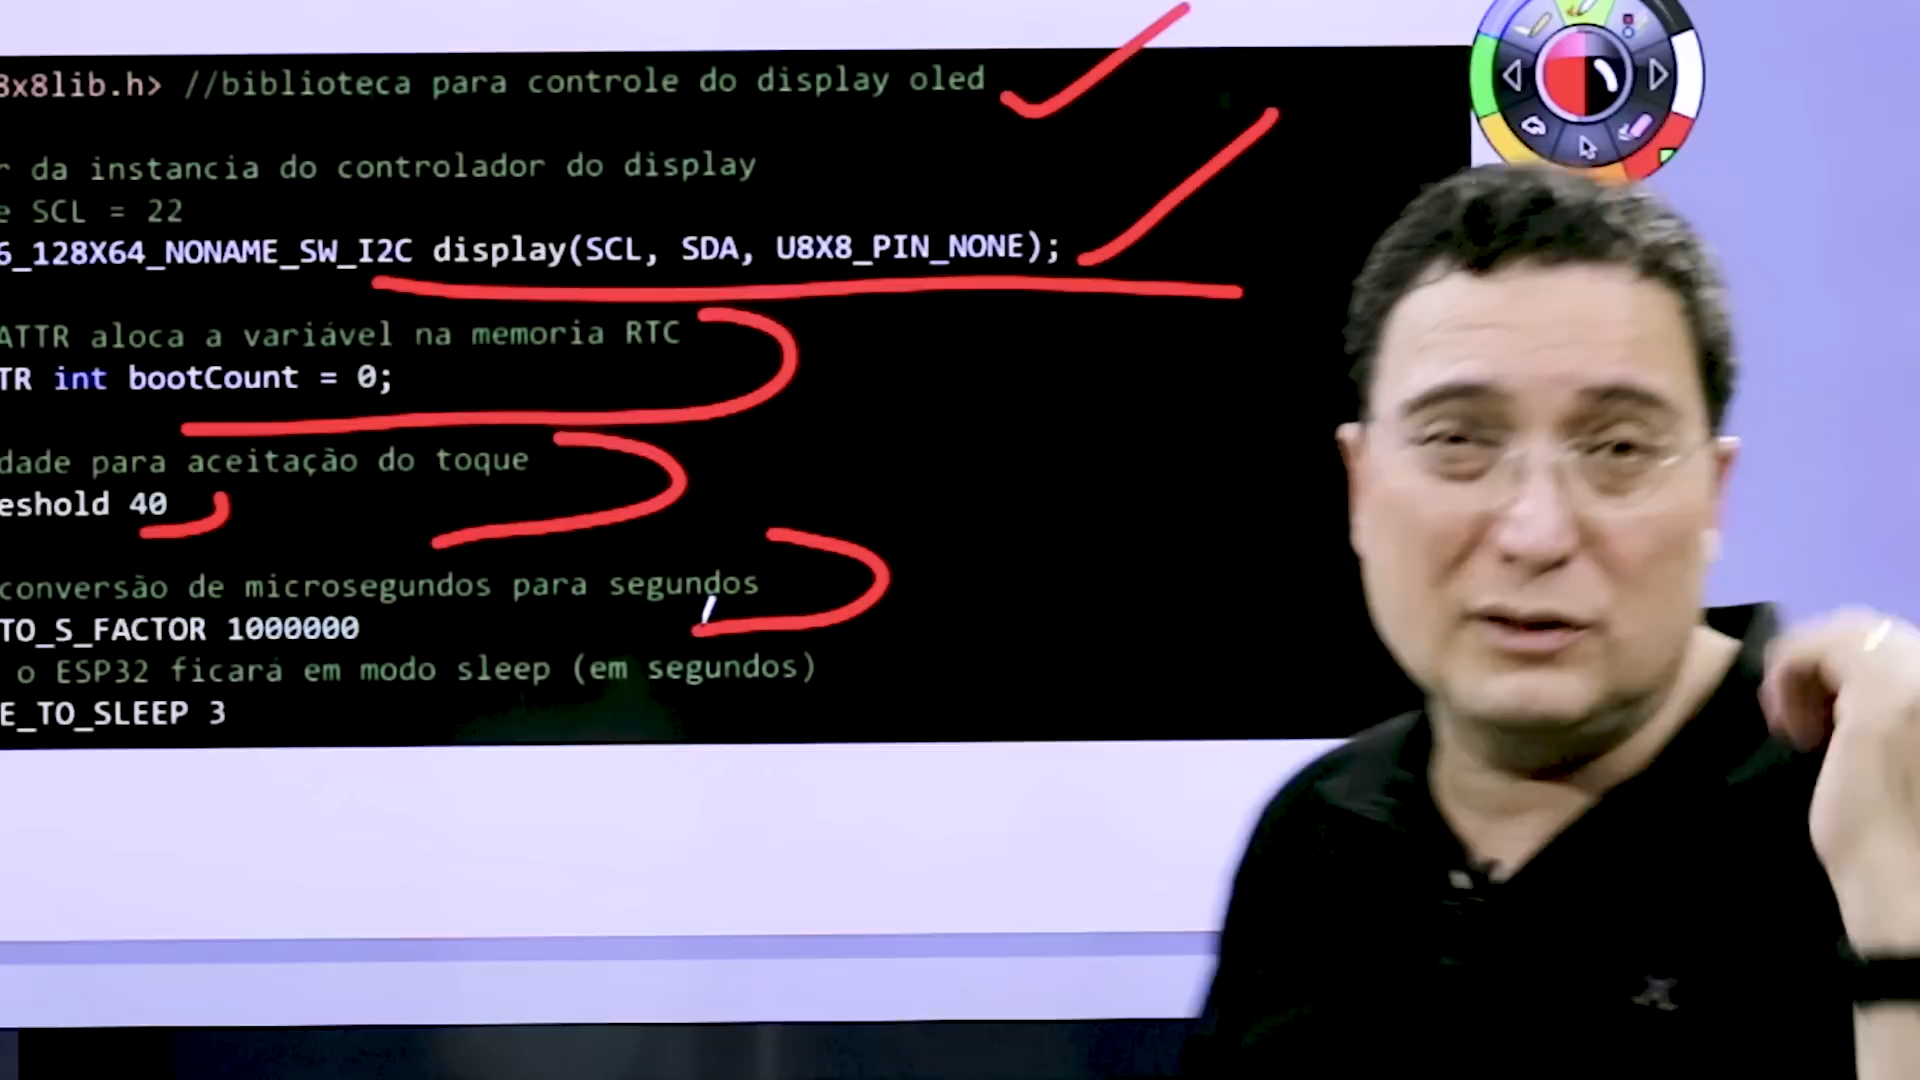 8x8lib.h> //biblioteca para controle do display oled
r da instancia do controlador do display
e SCL = 22
6_128X64_NONAME_SW_I2C display(SCL, SDA, U8X8_PIN_NONE);
ATTR aloca a variável na memoria RTC
TR int bootCount = 0;
dade para aceitação do toque
eshold 40
conversão de microsegundos para segundos
TO_S_FACTOR 1000000
o ESP32 ficará em modo sleep (em segundos)
E_TO_SLEEP 3